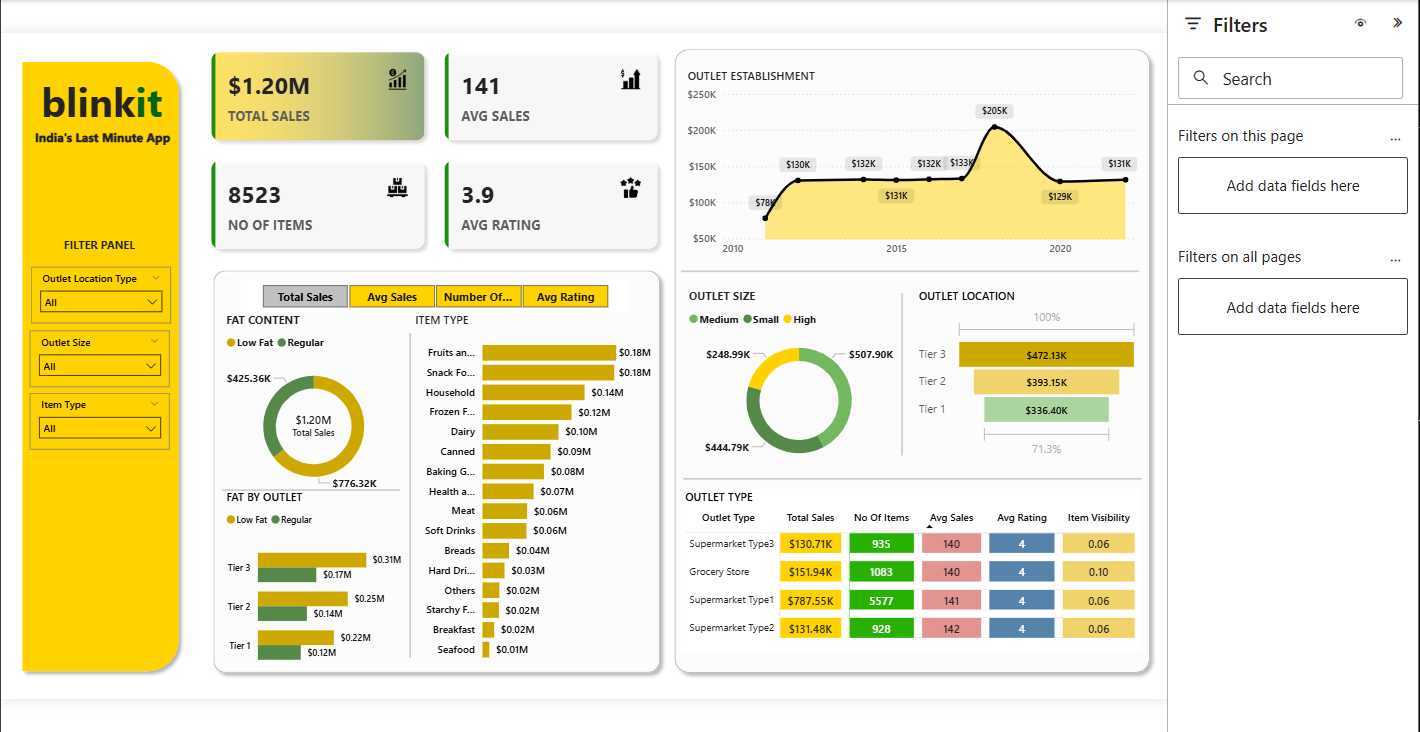 blinkit
India's Last Minute App
FILTER PANEL
Outlet Location Type
All
Outlet Size
All
Item Type
All
$1.20M
TOTAL SALES
141
AVG SALES
8523
NO OF ITEMS
3.9
AVG RATING
Total Sales Avg Sales Number Of... Avg Rating
FAT CONTENT
Low Fat Regular
$425.36K
$1.20M
Total Sales
$776.32K
FAT BY OUTLET
Low Fat Regular
Tier 3 $0.31M
$0.17M
Tier 2 $0.25M
$0.14M
Tier 1 $0.22M
$0.12M
ITEM TYPE
Fruits an... $0.18M
Snack Fo... $0.18M
Household $0.14M
Frozen F... $0.12M
Dairy $0.10M
Canned $0.09M
Baking G... $0.08M
Health a... $0.07M
Meat $0.06M
Soft Drinks $0.06M
Breads $0.04M
Hard Dri... $0.03M
Others $0.02M
Starchy F... $0.02M
Breakfast $0.02M
Seafood $0.01M
OUTLET ESTABLISHMENT
$250K
$200K
$150K
$100K
$50K
$78K $130K $132K $131K $132K $133K $205K $129K $131K
2010 2015 2020
OUTLET SIZE
Medium Small High
$248.99K $507.90K
$444.79K
OUTLET LOCATION
100%
Tier 3 $472.13K
Tier 2 $393.15K
Tier 1 $336.40K
71.3%
OUTLET TYPE
Outlet Type Total Sales No Of Items Avg Sales Avg Rating Item Visibility
Supermarket Type3 $130.71K 935 140 4 0.06
Grocery Store $151.94K 1083 140 4 0.10
Supermarket Type1 $787.55K 5577 141 4 0.06
Supermarket Type2 $131.48K 928 142 4 0.06
Filters
Search
Filters on this page ...
Add data fields here
Filters on all pages ...
Add data fields here